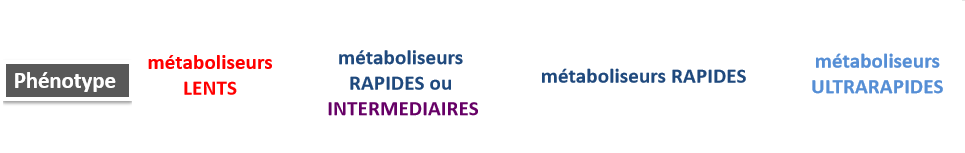 Phénotype
métaboliseurs
LENTS
métaboliseurs
RAPIDES ou
INTERMEDIAIRES
métaboliseurs RAPIDES
métaboliseurs
ULTRARAPIDES